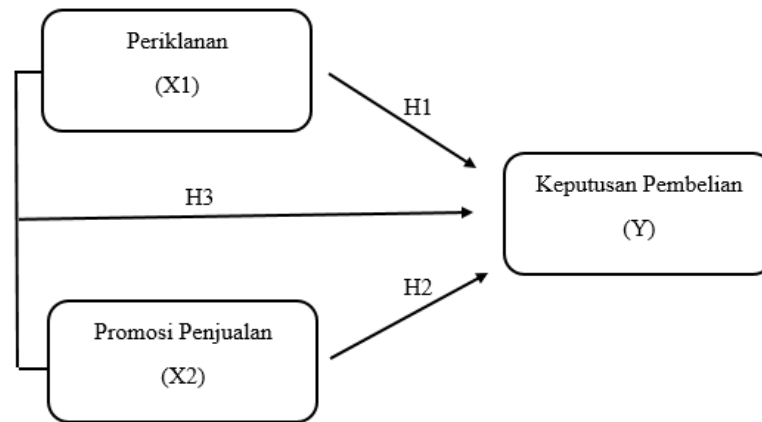 Periklanan
(X1)
H1
Keputusan Pembelian
(Y)
H3
H2
Promosi Penjualan
(X2)